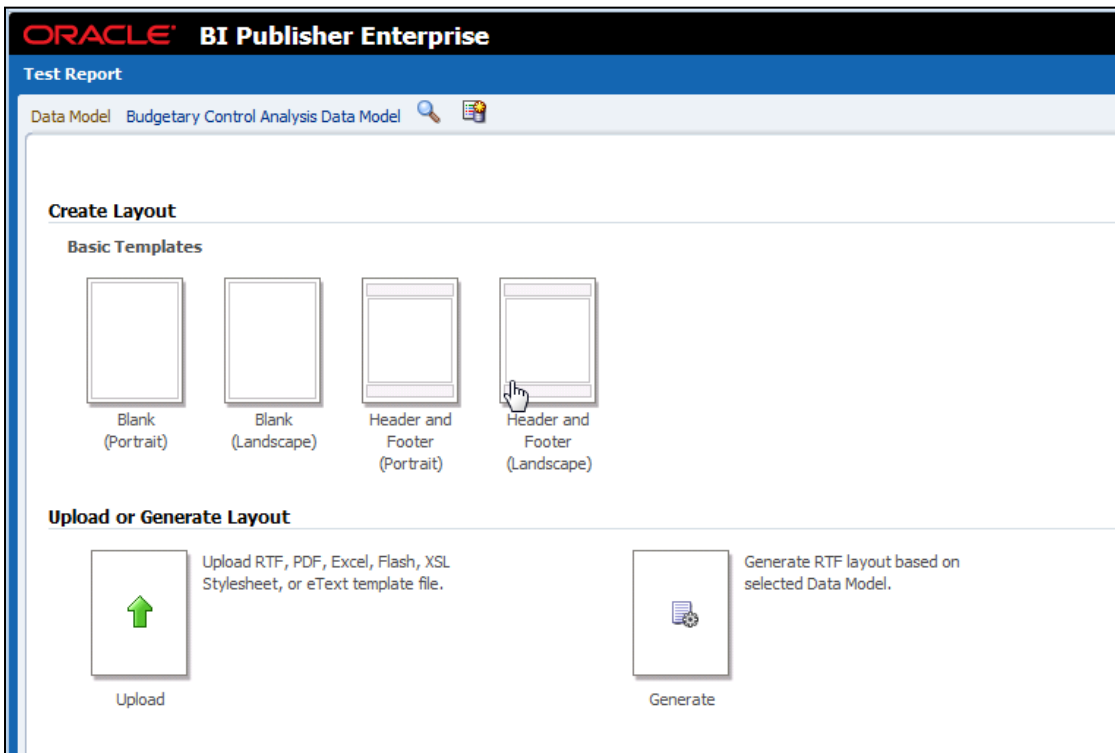 ORACLE BI Publisher Enterprise
Test Report
Data Model Budgetary Control Analysis Data Model
Create Layout
Basic Templates
Blank
(Portrait)
Blank
(Landscape)
Header and
Footer
(Portrait)
Header and
Footer
(Landscape)
Upload or Generate Layout
Upload RTF, PDF, Excel, Flash, XSL
Stylesheet, or eText template file.
Upload
Generate RTF layout based on
selected Data Model.
Generate